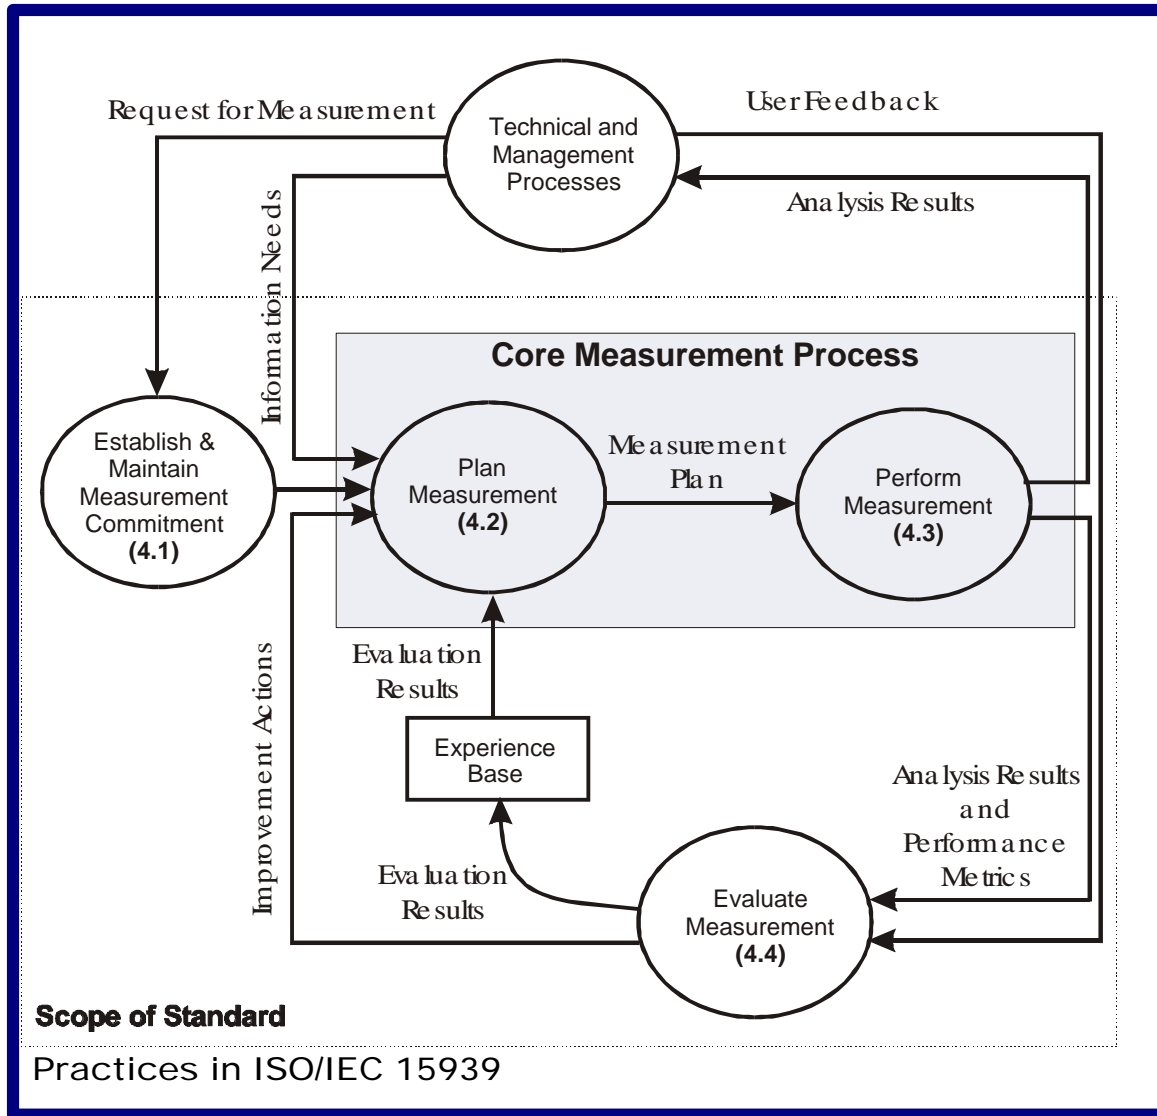 Request for Measurement
User Feedback
Technical and
Management
Processes
Analysis Results
Information Needs
Core Measurement Process
Establish &
Maintain
Measurement
Commitment
(4.1)
Plan
Measurement
(4.2)
Measurement
Plan
Perform
Measurement
(4.3)
Improvement Actions
Evaluation
Results
Experience
Base
Analysis Results
and
Performance
Metrics
Evaluation
Results
Evaluate
Measurement
(4.4)
Scope of Standard
Practices in ISO/IEC 15939